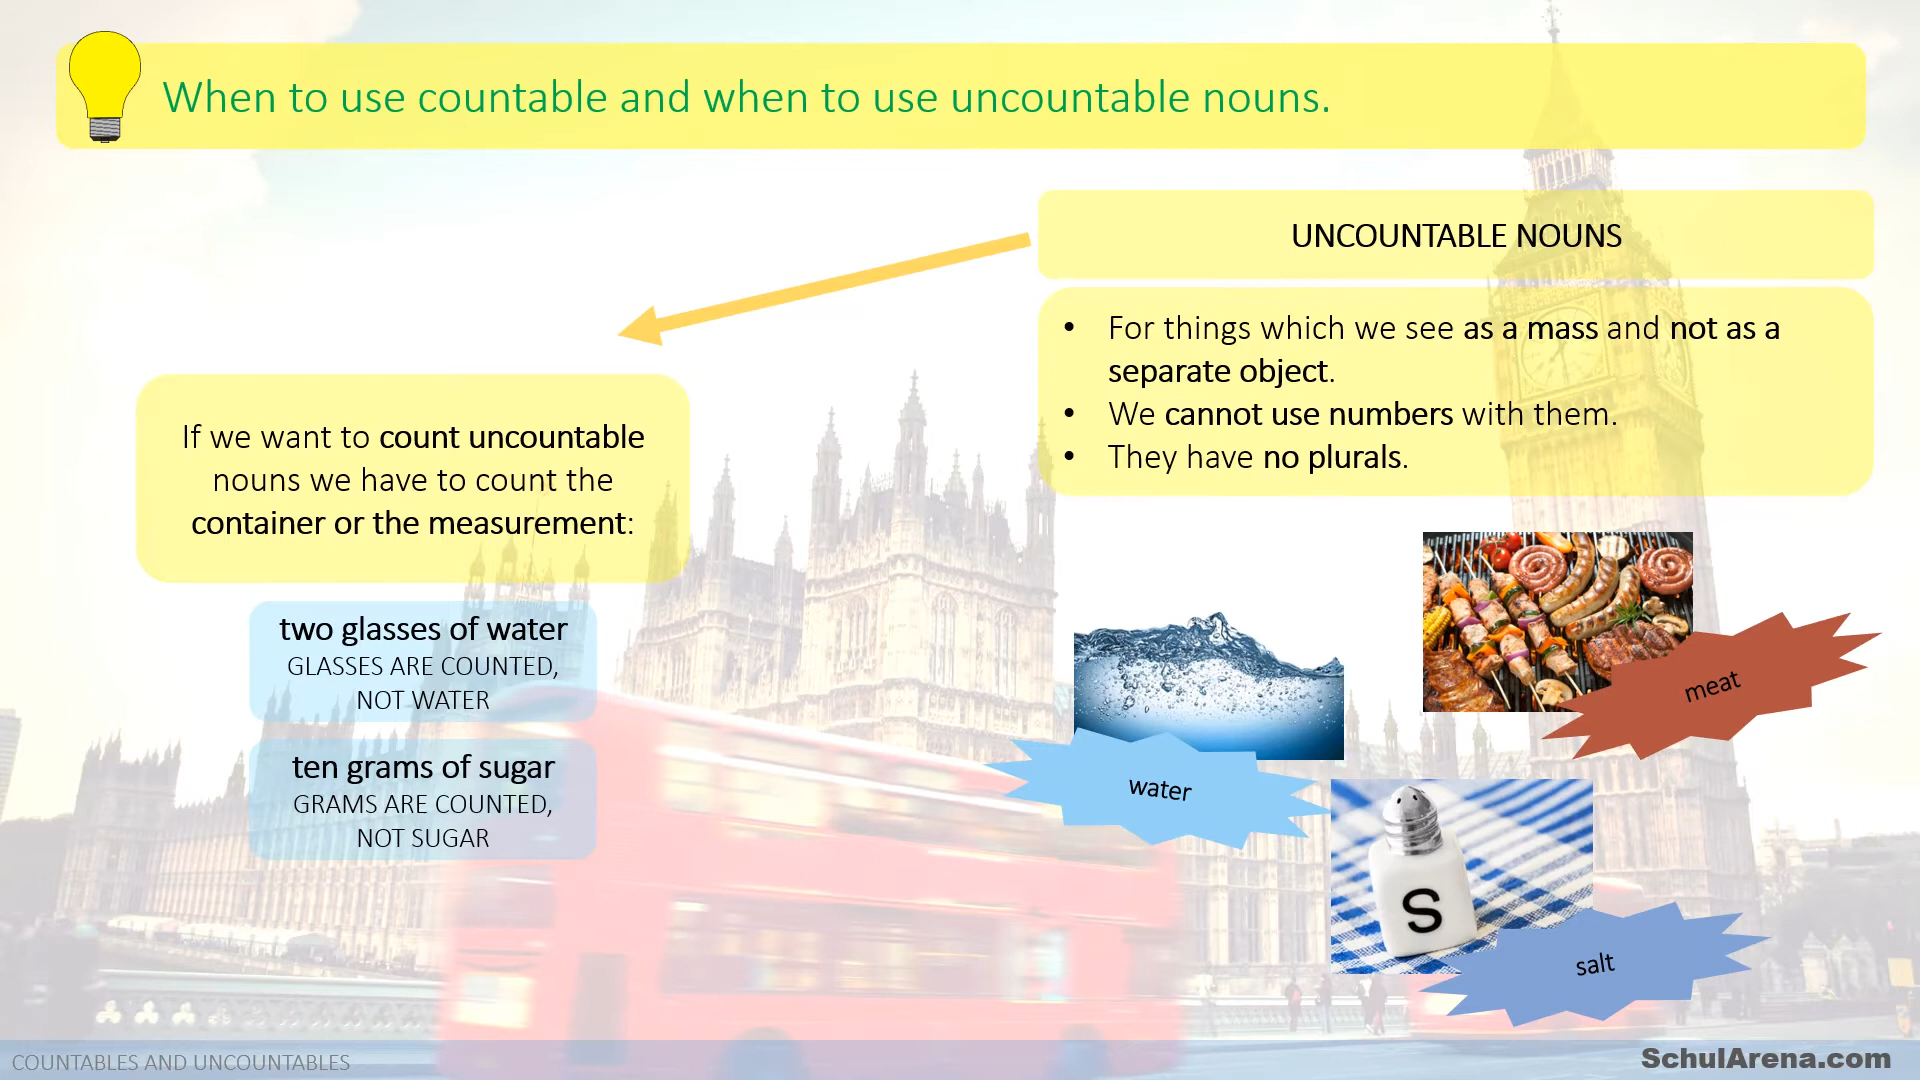 When to use countable and when to use uncountable nouns.
UNCOUNTABLE NOUNS
• For things which we see as a mass and not as a
separate object.
• We cannot use numbers with them.
• They have no plurals.
If we want to count uncountable
nouns we have to count the
container or the measurement:
two glasses of water
GLASSES ARE COUNTED,
NOT WATER
ten grams of sugar
GRAMS ARE COUNTED,
NOT SUGAR
meat
water
S
salt
COUNTABLES AND UNCOUNTABLES
SchulArena.com